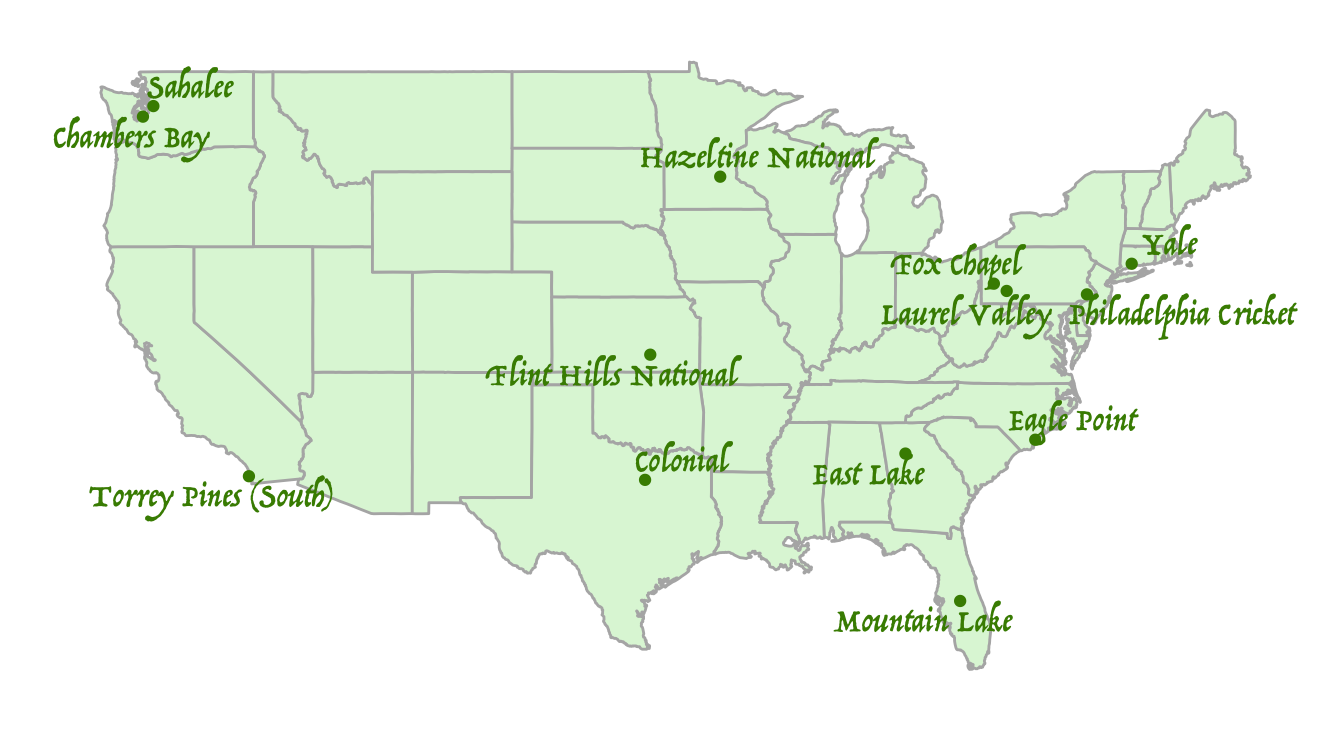 Sahalee
Chambers Bay
Hazeltine National
Yale
Fox Chapel
Laurel Valley
Philadelphia Cricket
Flint Hills National
Eagle Point
Colonial
East Lake
Torrey Pines (South)
Mountain Lake